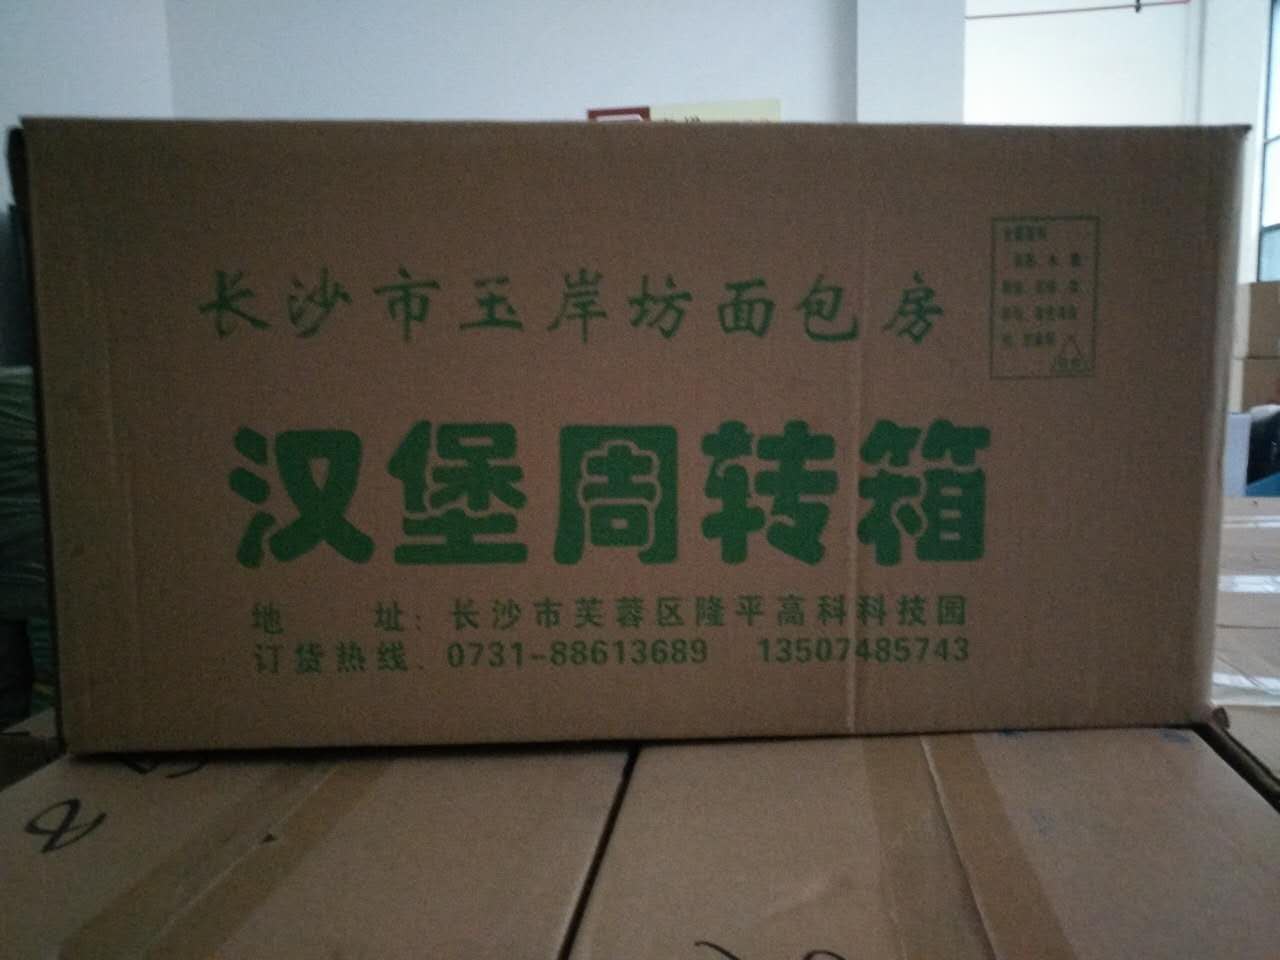 长沙市玉岸坊面包房
汉堡周转箱
地 址: 长沙市芙蓉区隆平高科科技园
订货热线: 0731-88613689 13507485743